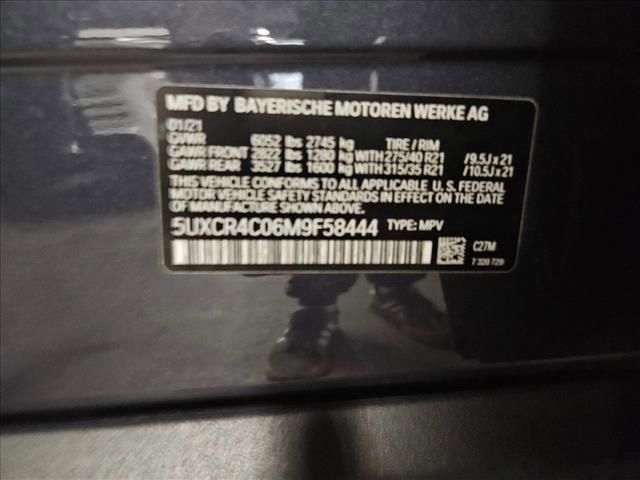 MFD BY BAYERISCHE MOTOREN WERKE AG
01/21
GVWR 6052 lbs 2745 kg TIRE / RIM
GAWR FRONT 2822 lbs 1280 kg WITH 275/40 R21 /9.5J x 21
GAWR REAR 3527 lbs 1600 kg WITH 315/35 R21 /10.5J x 21
THIS VEHICLE CONFORMS TO ALL APPLICABLE U. S. FEDERAL
MOTOR VEHICLE SAFETY STANDARDS IN EFFECT ON THE DATE
OF MANUFACTURE SHOWN ABOVE.
5UXCR4C06M9F58444 TYPE: MPV
C27M
7 320 729